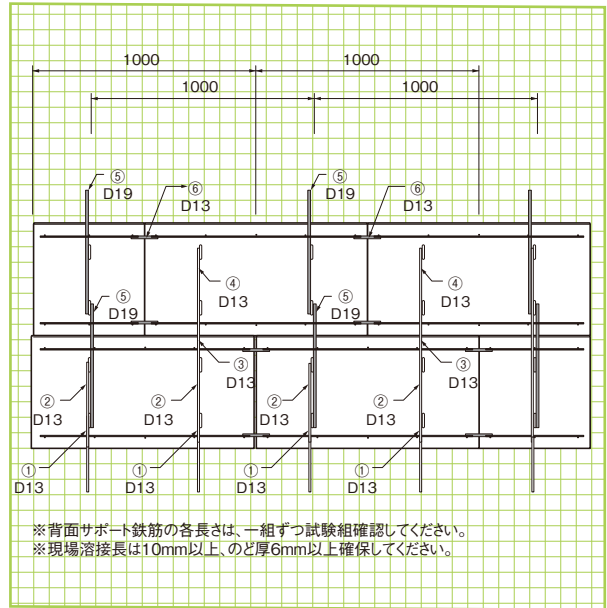 1000 1000
1000 1000
⑤ ⑥ ⑤ ⑥
D19 D13 D19 D13
④ ④
⑤ D13 ⑤ D13
D19 D19
③ ③
② ② D13 ② ② D13
D13 D13 D13 D13
① ① ① ①
D13 D13 D13 D13
※背面サポート鉄筋の各長さは、一組ずつ試験組確認してください。
※現場溶接長は10mm以上、のど厚6mm以上確保してください。